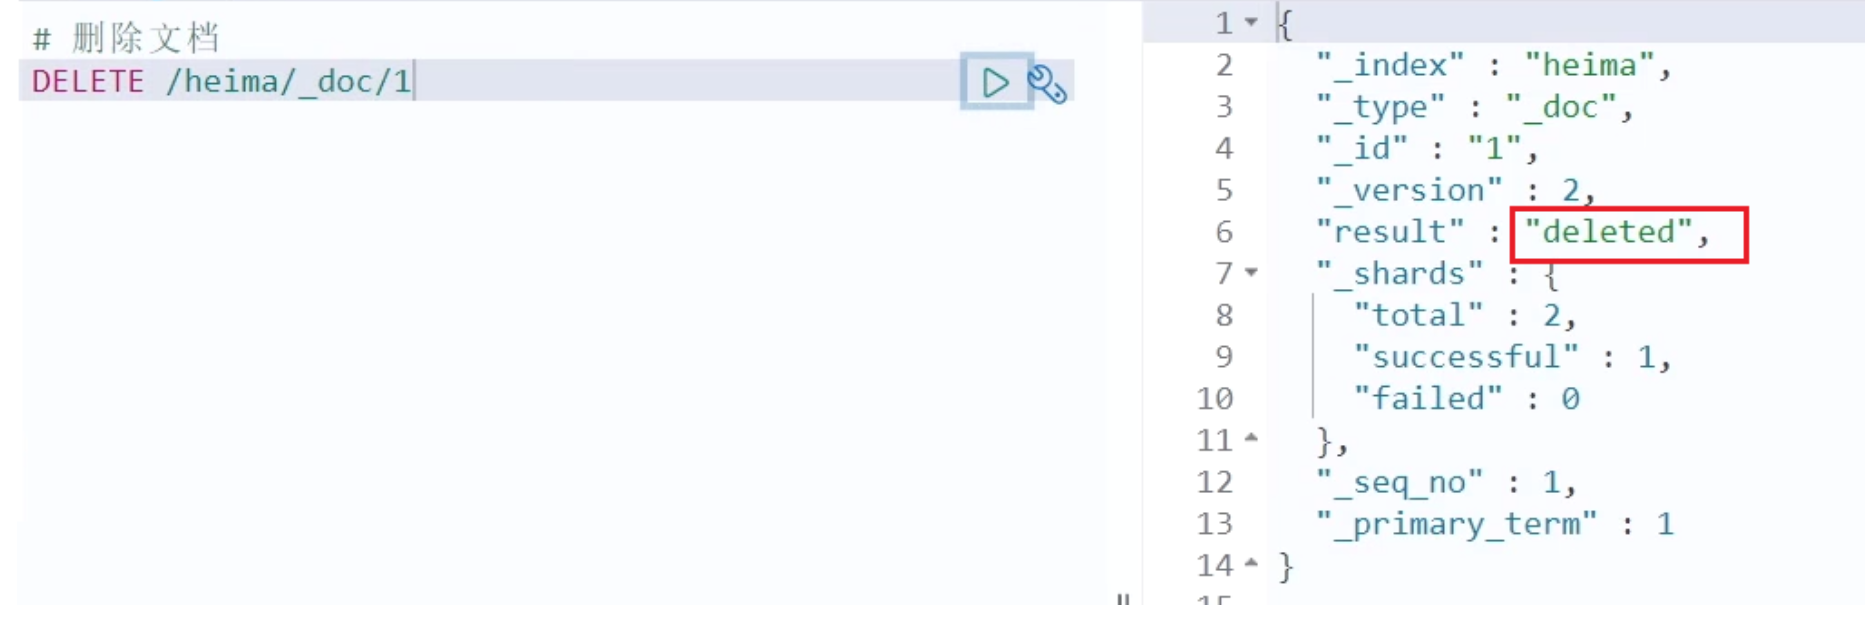 # 删除文档
DELETE /heima/_doc/1
1 {
2 "_index" : "heima",
3 "_type" : "_doc",
4 "_id" : "1",
5 "_version" : 2,
6 "result" : "deleted",
7 "_shards" : {
8 "total" : 2,
9 "successful" : 1,
10 "failed" : 0
11 },
12 "_seq_no" : 1,
13 "_primary_term" : 1
14 }
15